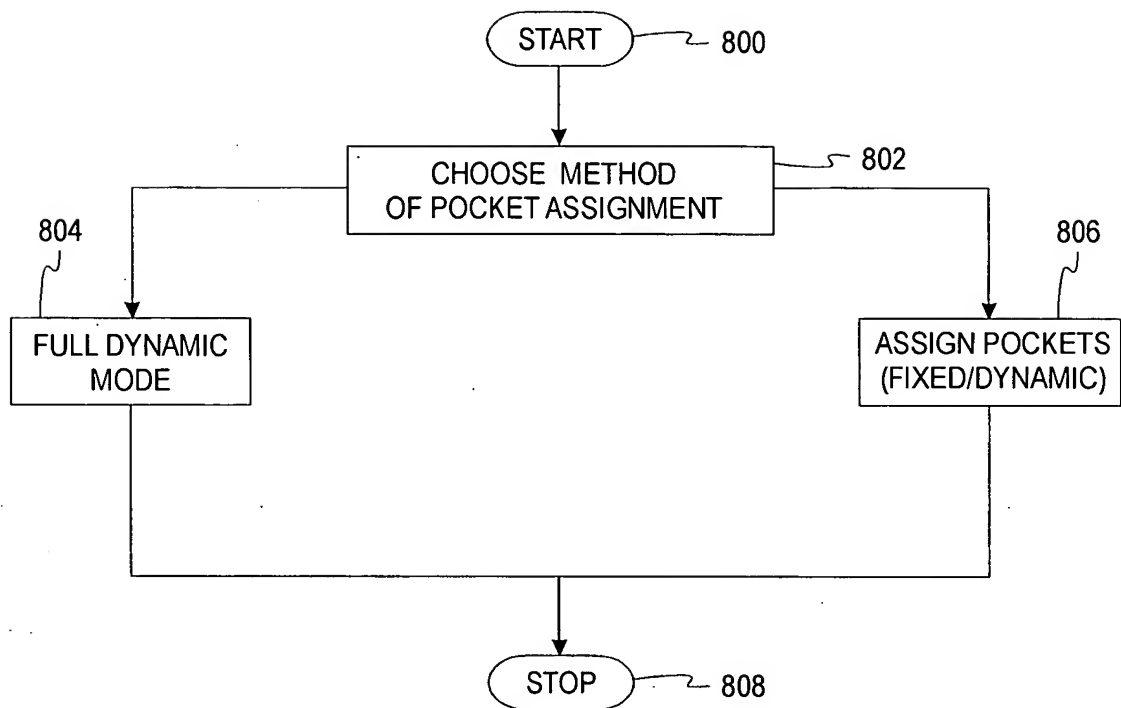 START
800
CHOOSE METHOD
OF POCKET ASSIGNMENT
802
804
FULL DYNAMIC
MODE
806
ASSIGN POCKETS
(FIXED/DYNAMIC)
STOP
808